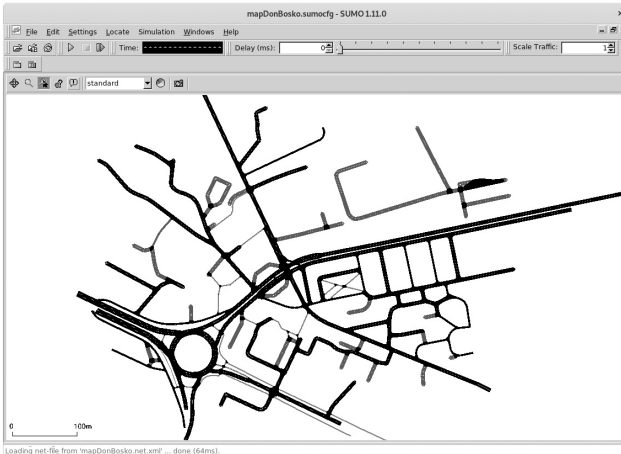 mapDonBosko.sumocfg - SUMO 1.11.0
File Edit Settings Locate Simulation Windows Help
Time: Delay (ms): 0 Scale Traffic: 1
standard
0 100m
Loading net-file from 'mapDonBosko.net.xml' ... done (64ms).